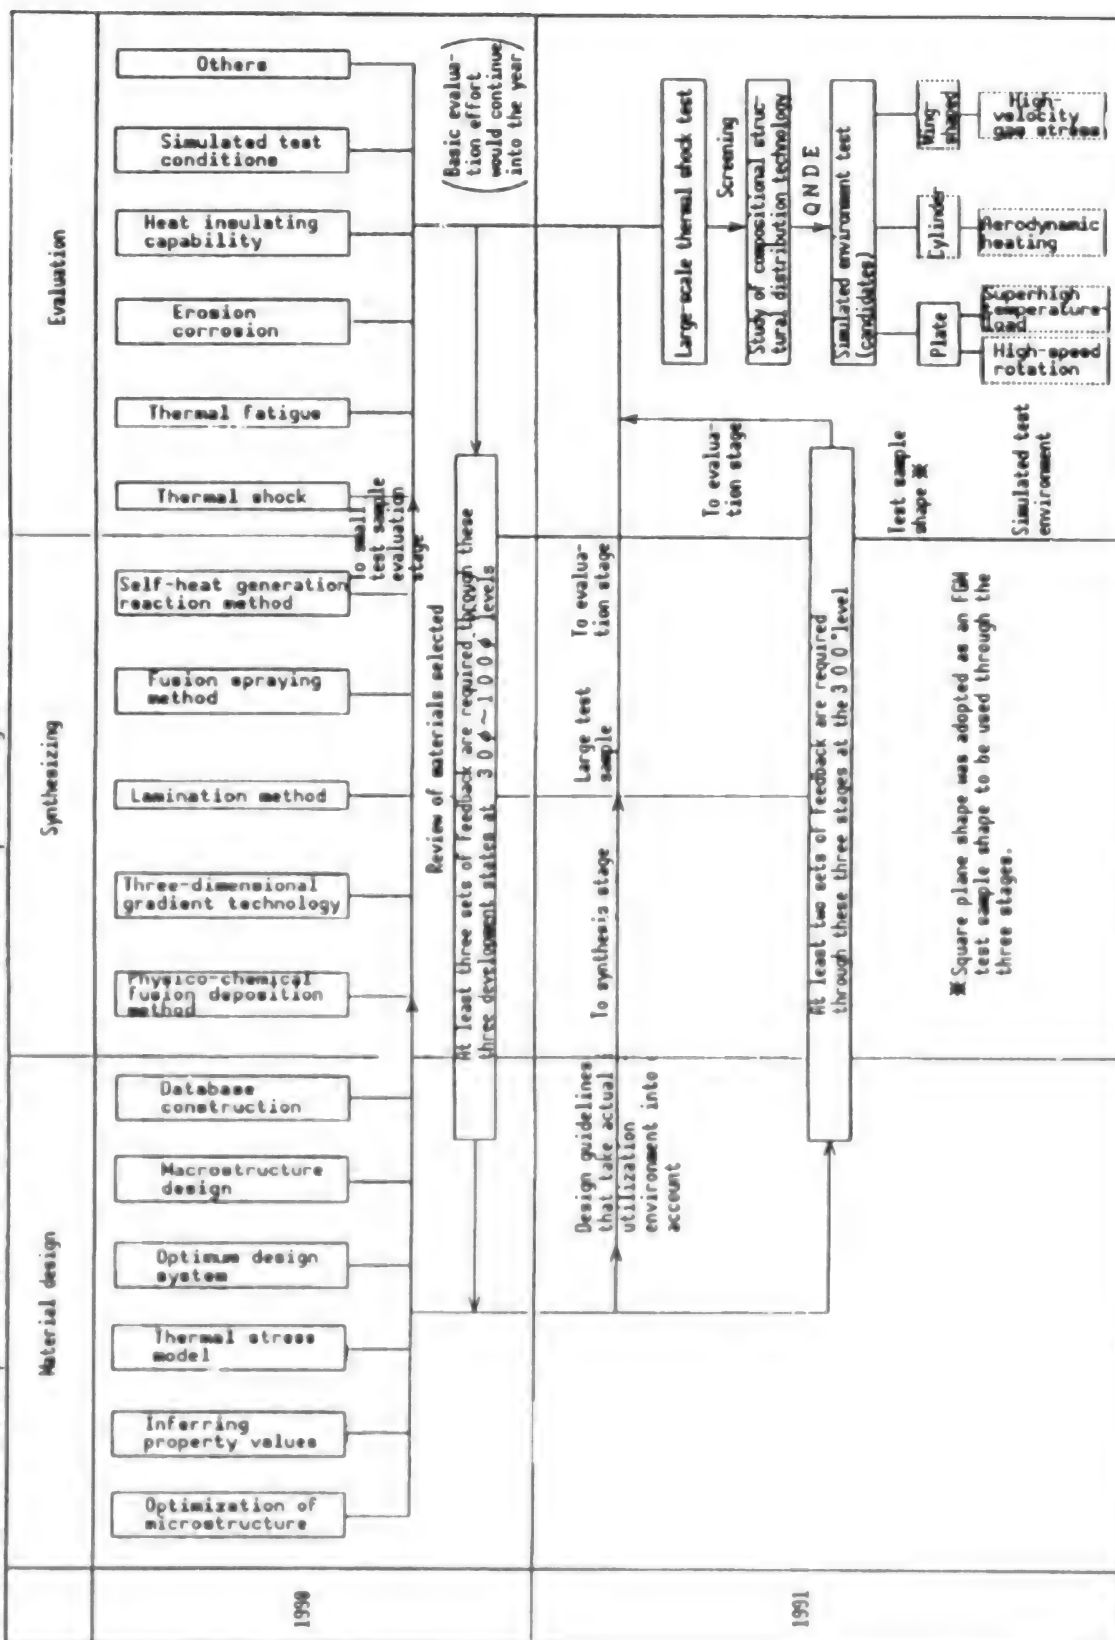 Material design
Synthesizing
Evaluation
1990
Optimization of
microstructure
Inferring
property values
Thermal stress
model
Optimum design
system
Macrostructure
design
Database
construction
Physico-chemical
fusion deposition
method
Three-dimensional
gradient technology
Lamination method
Fusion spraying
method
Self-heat generation
reaction method
Thermal shock
Thermal fatigue
Erosion
corrosion
Heat insulating
capability
Simulated test
conditions
Others
To small
test sample
evaluation
stage
Review of materials selected
(Basic evalua-
tion effort
would continue
into the year)
At least three sets of feedback are required through these
three development states at 30φ~100φ levels
1991
Design guidelines
that take actual
utilization
environment into
account
To synthesis stage
Large test
sample
To evalua-
tion stage
To evalua-
tion stage
At least two sets of feedback are required
through these three stages at the 300" level
Large-scale thermal shock test
Screening
Study of compositional struc-
tural distribution technology
QNDE
Simulated environment test
(candidates)
Test sample
shape ※
Plate
Cylinder
Wing-
shaped
Simulated test
environment
High-speed
rotation
Superhigh
temperature
load
Aerodynamic
heating
High-
velocity
gas stress
※Square plane shape was adopted as an FGM
test sample shape to be used through the
three stages.